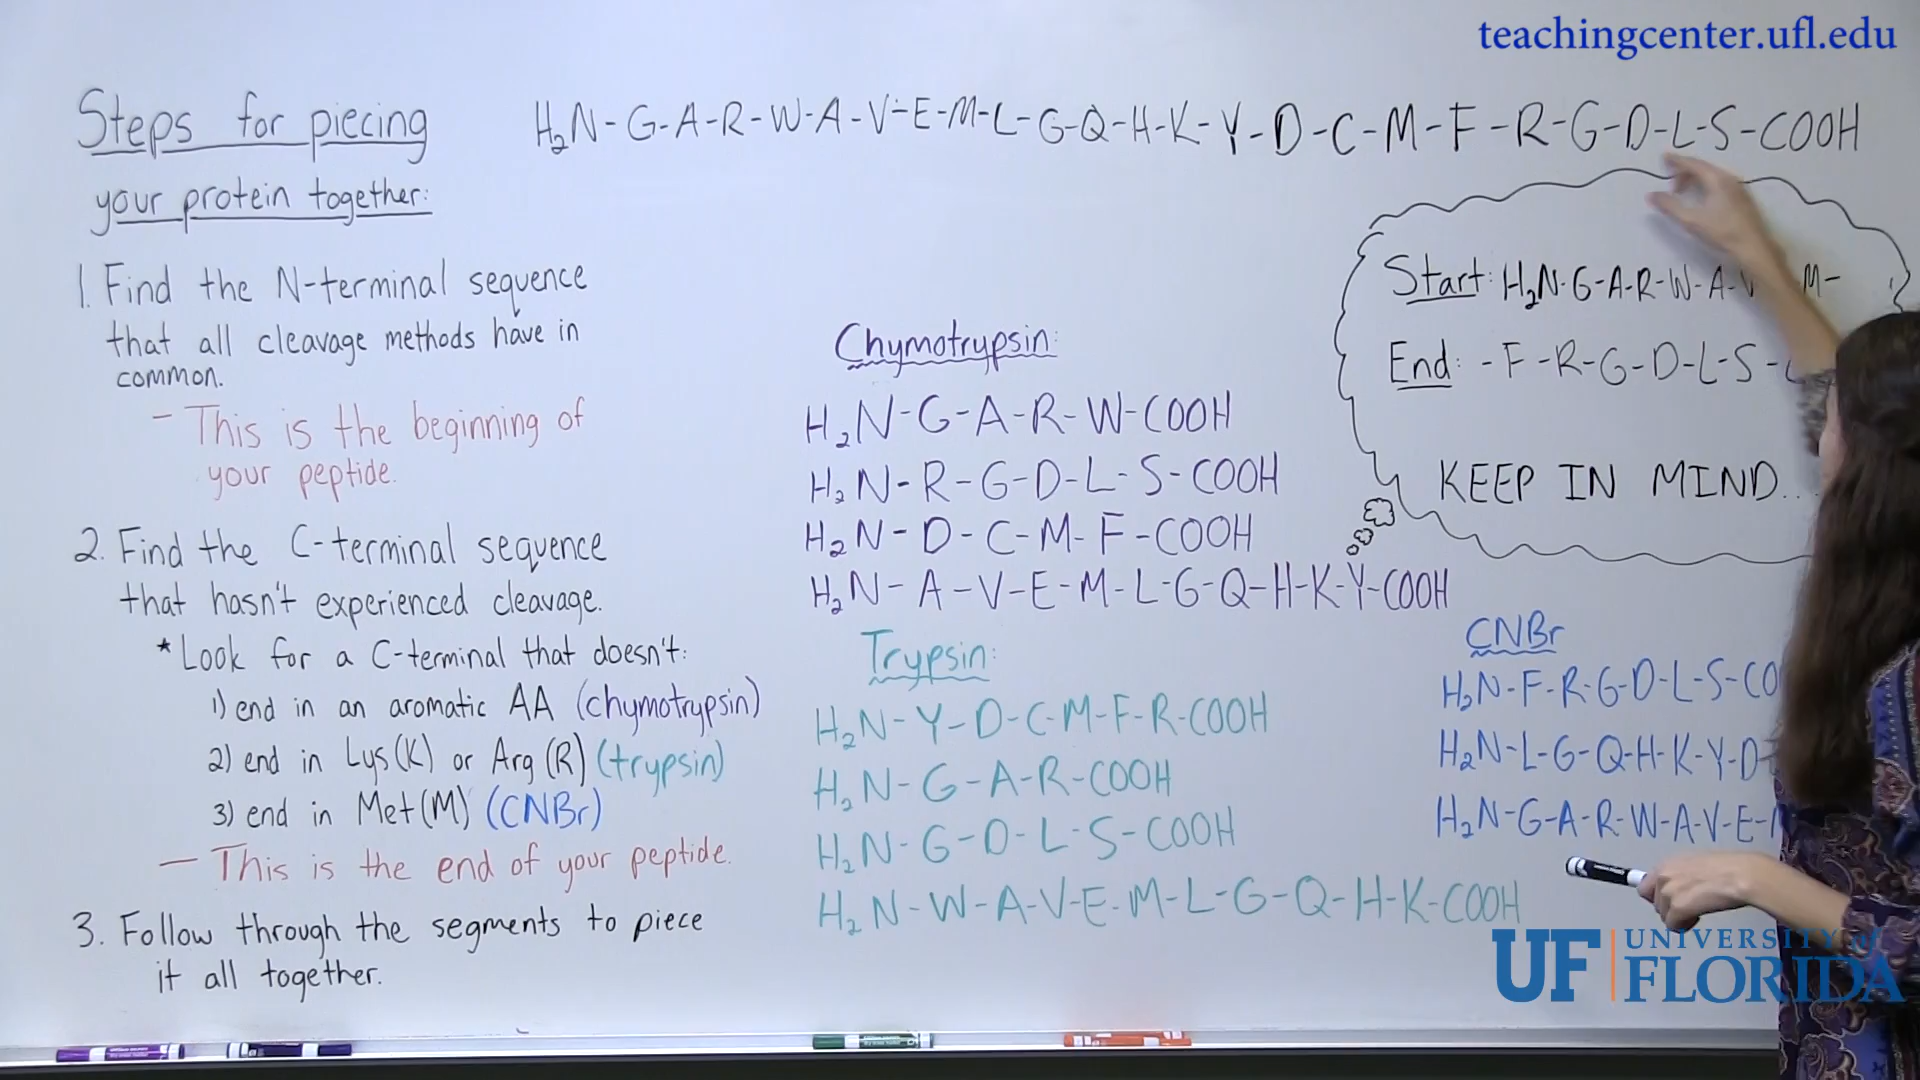 teachingcenter.ufl.edu
Steps for piecing
your protein together:
H₂N-G-A-R-W-A-V-E-M-L-G-Q-H-K-Y-D-C-M-F-R-G-D-L-S-COOH
1. Find the N-terminal sequence
that all cleavage methods have in
common.
- This is the beginning of
your peptide.
2. Find the C-terminal sequence
that hasn't experienced cleavage.
* Look for a C-terminal that doesn't:
1) end in an aromatic AA (chymotrypsin)
2) end in Lys(K) or Arg(R) (trypsin)
3) end in Met(M) (CNBr)
- This is the end of your peptide.
3. Follow through the segments to piece
it all together.
Start: H₂N-G-A-R-W-A-V M-
End: -F-R-G-D-L-S-
KEEP IN MIND...
Chymotrypsin:
H₂N-G-A-R-W-COOH
H₂N-R-G-D-L-S-COOH
H₂N-D-C-M-F-COOH
H₂N-A-V-E-M-L-G-Q-H-K-Y-COOH
Trypsin:
H₂N-Y-D-C-M-F-R-COOH
H₂N-G-A-R-COOH
H₂N-G-D-L-S-COOH
H₂N-W-A-V-E-M-L-G-Q-H-K-COOH
CNBr
H₂N-F-R-G-D-L-S-CO
H₂N-L-G-Q-H-K-Y-D-
H₂N-G-A-R-W-A-V-E-
UF UNIVERSITY of
FLORIDA